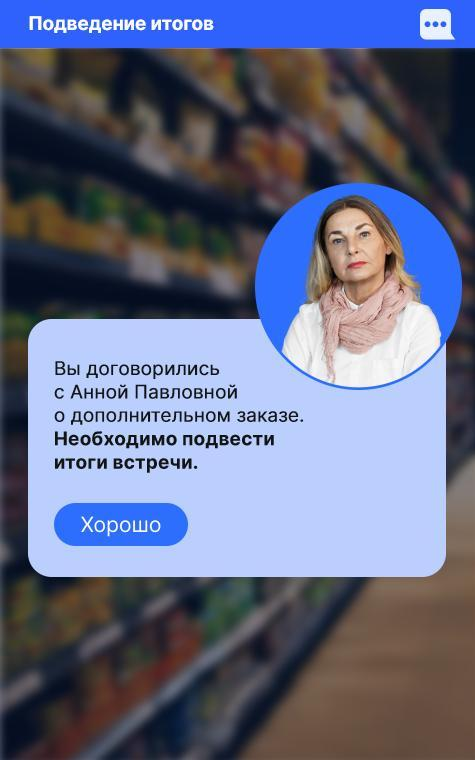 Подведение итогов
Вы договорились
с Анной Павловной
о дополнительном заказе.
Необходимо подвести
итоги встречи.
Хорошо